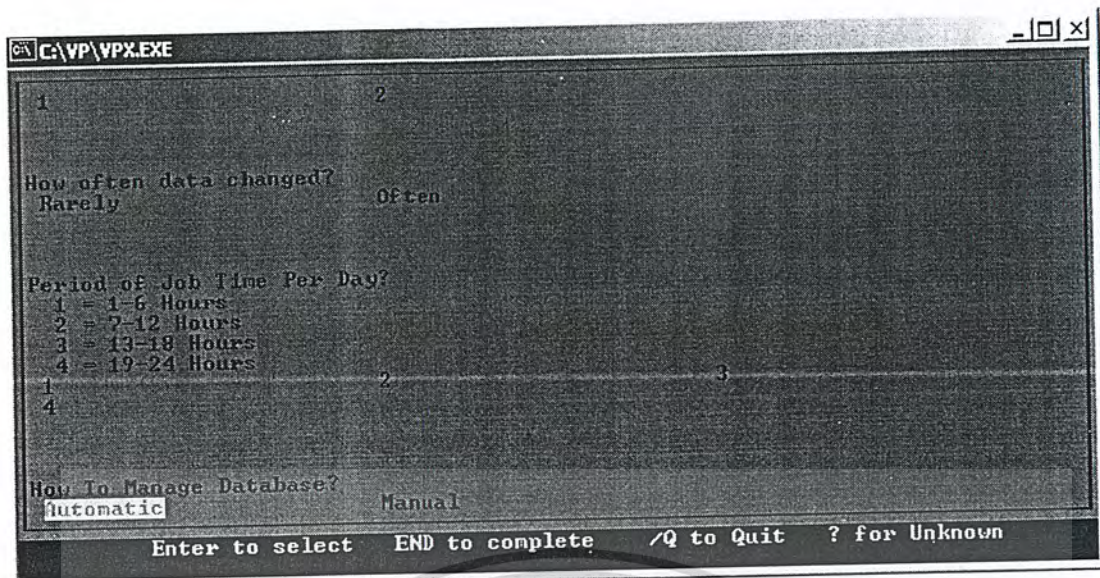 C:\VP\VPX.EXE
1 2
How often data changed?
Rarely Often
Period of Job Time Per Day?
1 = 1-6 Hours
2 = 7-12 Hours
3 = 13-18 Hours
4 = 19-24 Hours
1 2 3
4
How To Manage Database?
Automatic Manual
Enter to select END to complete /Q to Quit ? for Unknown